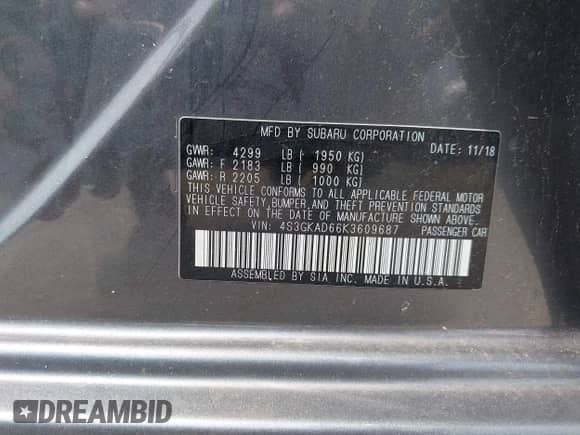 MFD BY SUBARU CORPORATION
GVWR: 4299 LB ( 1950 KG) DATE: 11/18
GAWR: F 2183 LB ( 990 KG)
GAWR: R 2205 LB ( 1000 KG)
THIS VEHICLE CONFORMS TO ALL APPLICABLE FEDERAL MOTOR
VEHICLE SAFETY,BUMPER,AND THEFT PREVENTION STANDARDS
IN EFFECT ON THE DATE OF MANUFACTURE SHOWN ABOVE.
VIN: 4S3GKAD66K3609687 PASSENGER CAR
ASSEMBLED BY SIA INC. MADE IN U.S.A.
DREAMBID